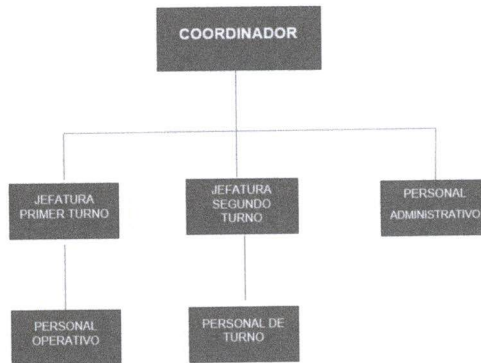 COORDINADOR
JEFATURA
PRIMER TURNO
JEFATURA
SEGUNDO
TURNO
PERSONAL
ADMINISTRATIVO
PERSONAL
OPERATIVO
PERSONAL DE
TURNO